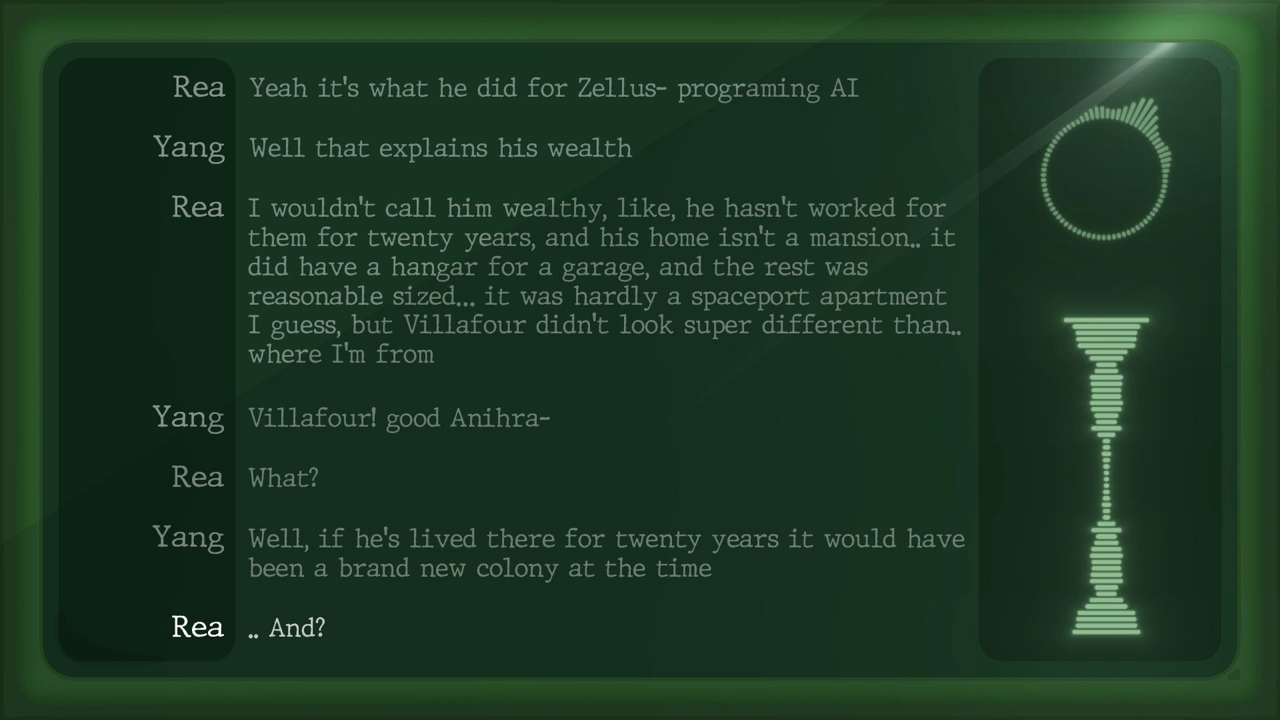 Rea Yeah it's what he did for Zellus- programing AI
Yang Well that explains his wealth
Rea I wouldn't call him wealthy, like, he hasn't worked for
them for twenty years, and his home isn't a mansion.. it
did have a hangar for a garage, and the rest was
reasonable sized... it was hardly a spaceport apartment
I guess, but Villafour didn't look super different than..
where I'm from
Yang Villafour! good Anihra-
Rea What?
Yang Well, if he's lived there for twenty years it would have
been a brand new colony at the time
Rea .. And?